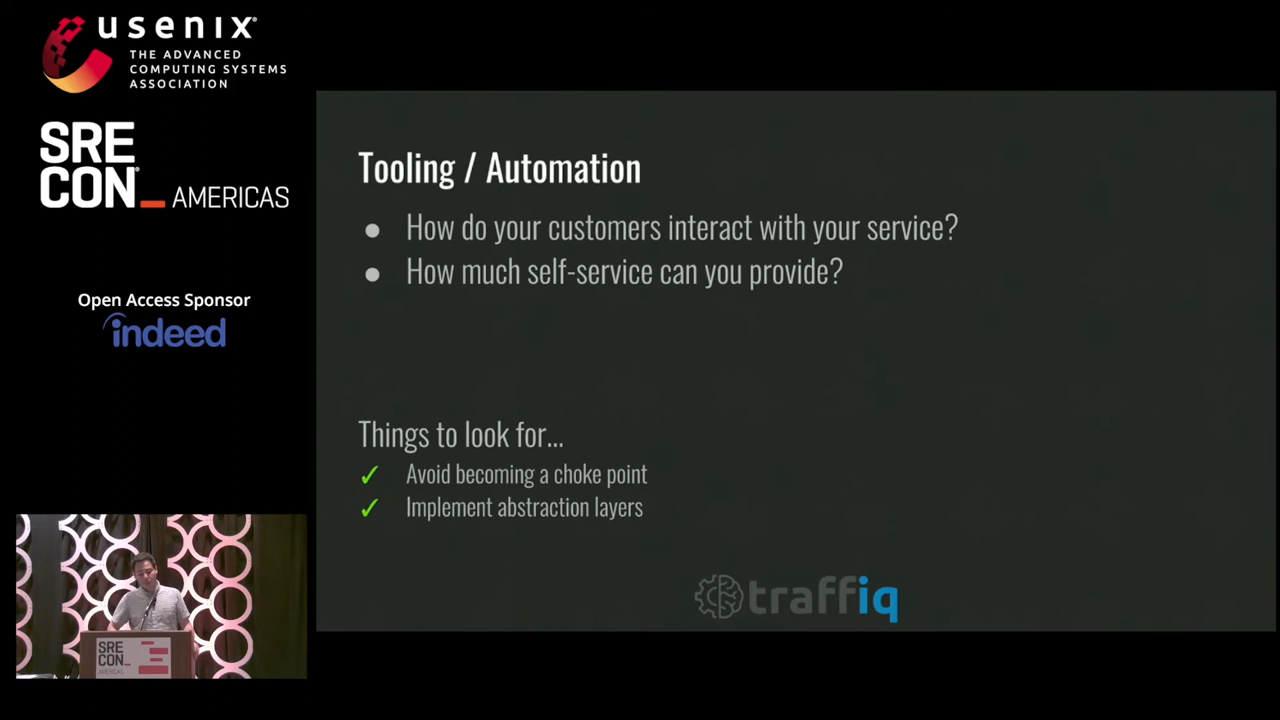 usenix®
THE ADVANCED
COMPUTING SYSTEMS
ASSOCIATION
SRE
CON®_AMERICAS
Open Access Sponsor
indeed
Tooling / Automation
● How do your customers interact with your service?
● How much self-service can you provide?
Things to look for...
✓ Avoid becoming a choke point
✓ Implement abstraction layers
traffiq
SRE
CON_
AMERICAS